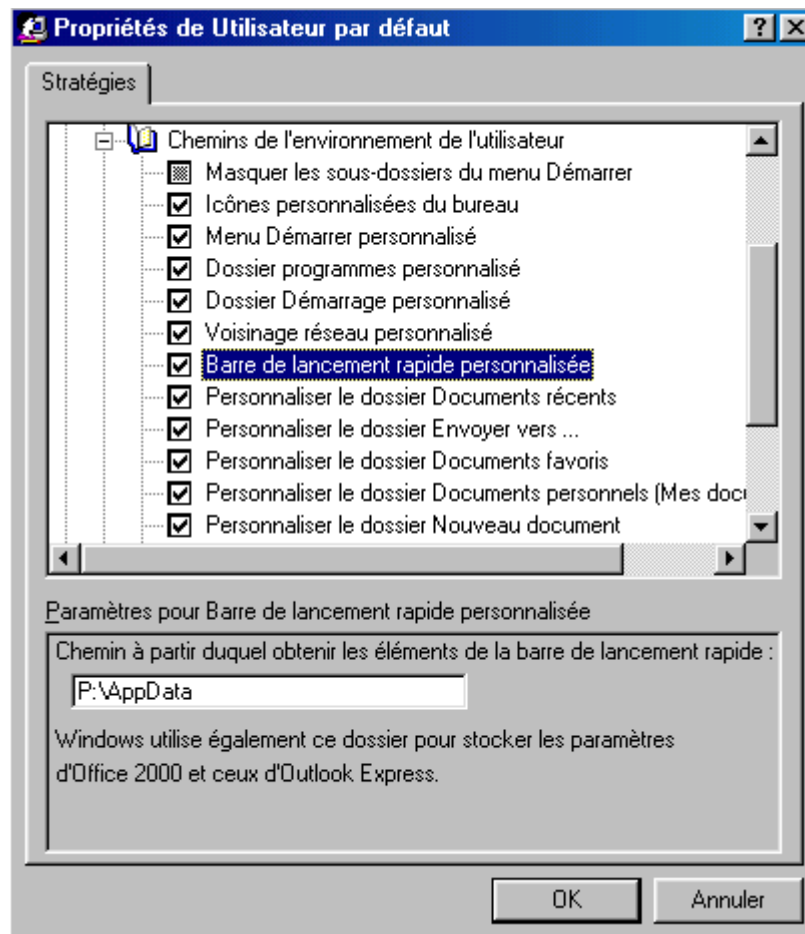 Propriétés de Utilisateur par défaut
Stratégies
Chemins de l'environnement de l'utilisateur
Masquer les sous-dossiers du menu Démarrer
Icônes personnalisées du bureau
Menu Démarrer personnalisé
Dossier programmes personnalisé
Dossier Démarrage personnalisé
Voisinage réseau personnalisé
Barre de lancement rapide personnalisée
Personnaliser le dossier Documents récents
Personnaliser le dossier Envoyer vers ...
Personnaliser le dossier Documents favoris
Personnaliser le dossier Documents personnels (Mes docu
Personnaliser le dossier Nouveau document
Paramètres pour Barre de lancement rapide personnalisée
Chemin à partir duquel obtenir les éléments de la barre de lancement rapide :
P:\AppData
Windows utilise également ce dossier pour stocker les paramètres
d'Office 2000 et ceux d'Outlook Express.
OK
Annuler